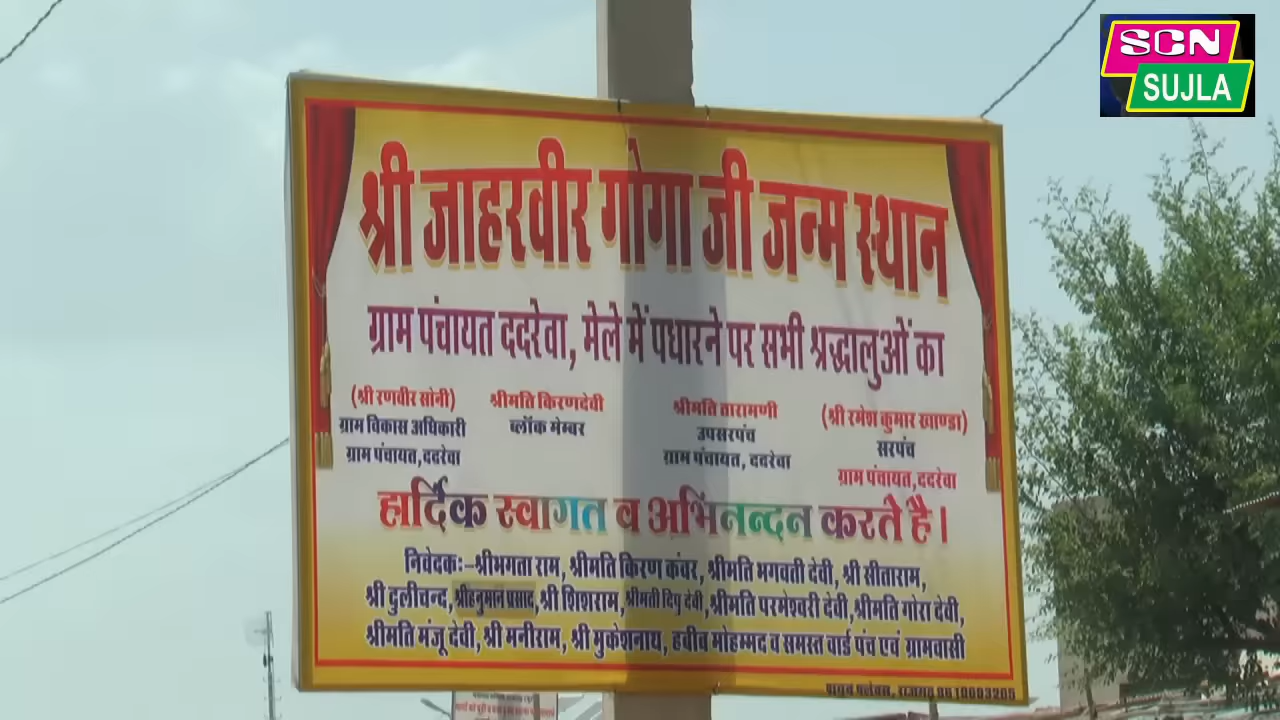 SCN
SUJLA
श्री जाहरवीर गोगा जी जन्म स्थान
ग्राम पंचायत ददरेवा, मेले में पधारने पर सभी श्रद्धालुओं का
(श्री रणवीर सोनी) श्रीमति किरणदेवी श्रीमति तारामणी (श्री रमेश कुमार खाण्डा)
ग्राम विकास अधिकारी ब्लॉक मेम्बर उपसरपंच सरपंच
ग्राम पंचायत,ददरेवा ग्राम पंचायत, ददरेवा ग्राम पंचायत,ददरेवा
हार्दिक स्वागत व अभिनन्दन करते है।
निवेदकः-श्रीभगता राम, श्रीमति किरण कंवर, श्रीमति भगवती देवी, श्री सीताराम,
श्री दुलीचन्द,श्रीहनुमान प्रसाद,श्री शिशराम,श्रीमती दिपु देवी,श्रीमति परमेश्वरी देवी,श्रीमति गोरा देवी,
श्रीमति मंजू देवी, श्री मनीराम, श्री मुकेशनाथ, हबीब मोहम्मद व समस्त वार्ड पंच एवं ग्रामवासी